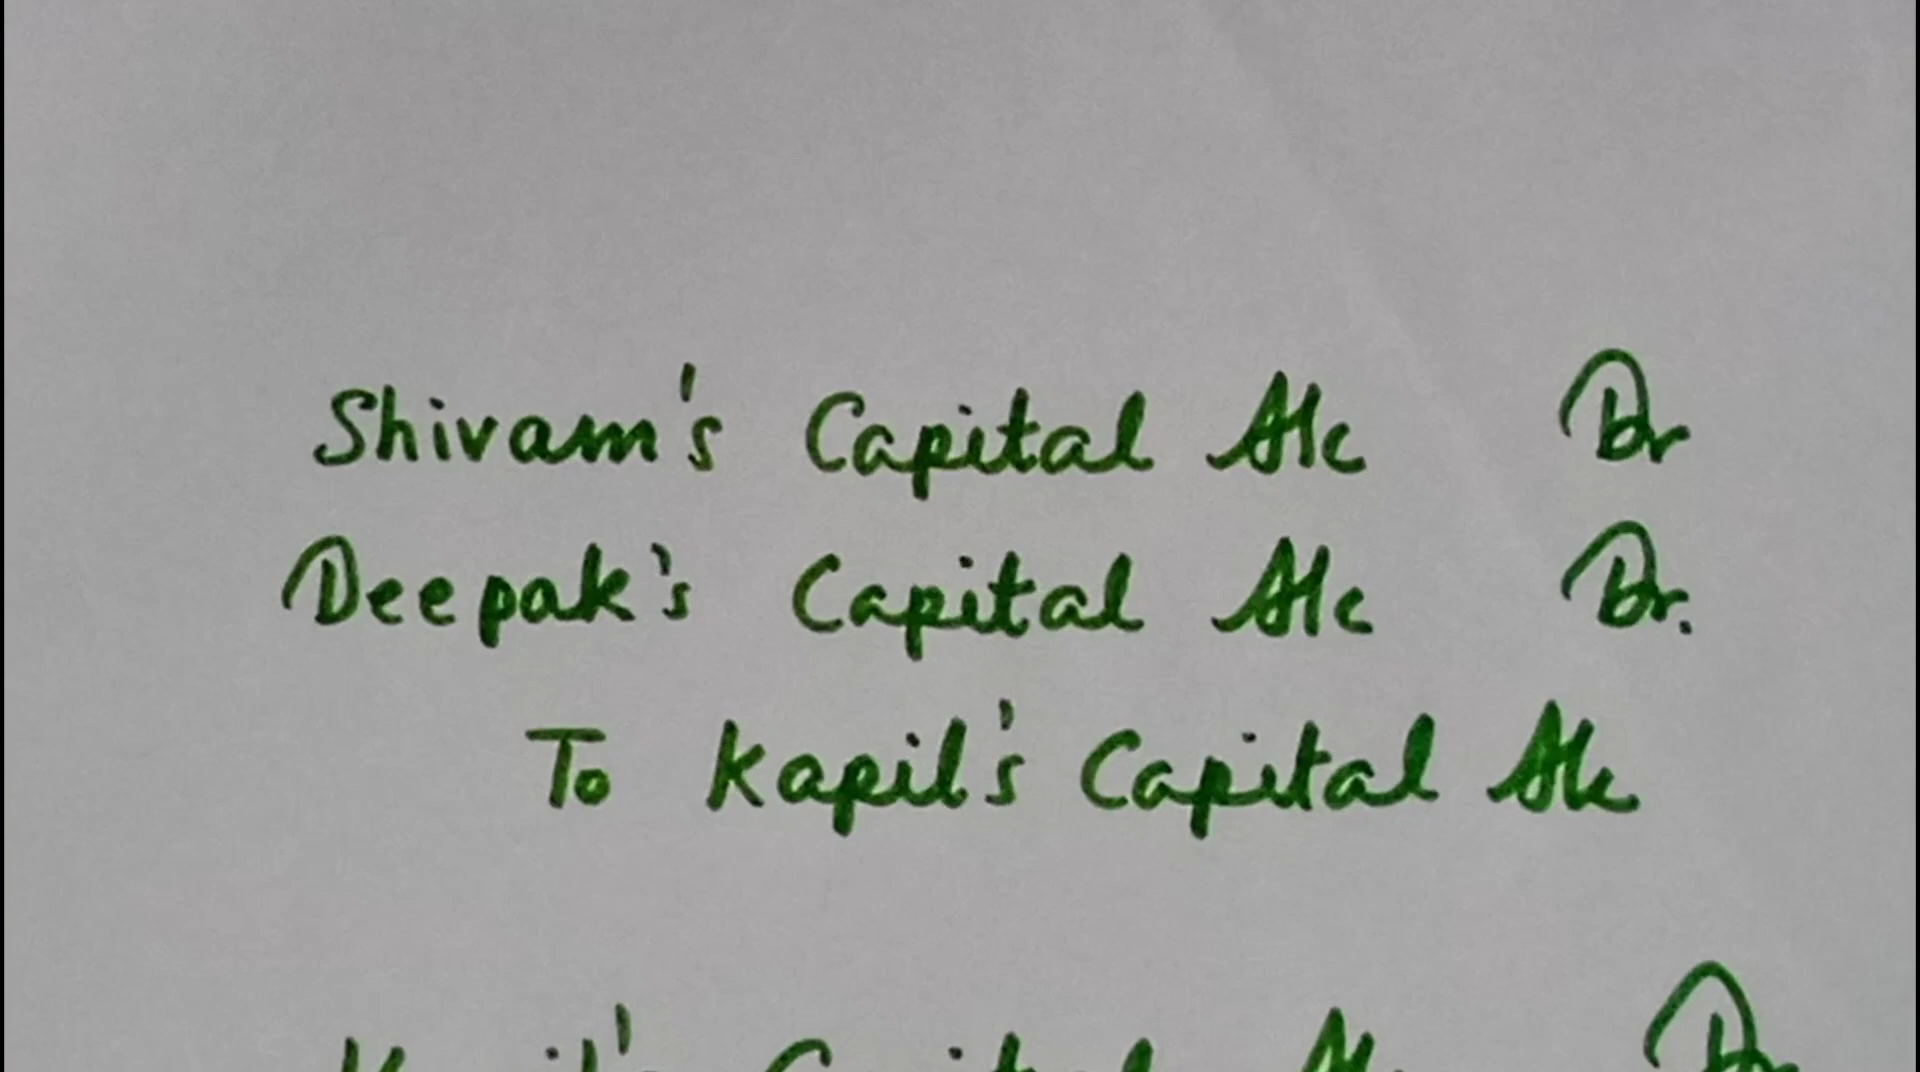 Shivam's Capital A/c Dr
Deepak's Capital A/c Dr.
To Kapil's Capital A/c